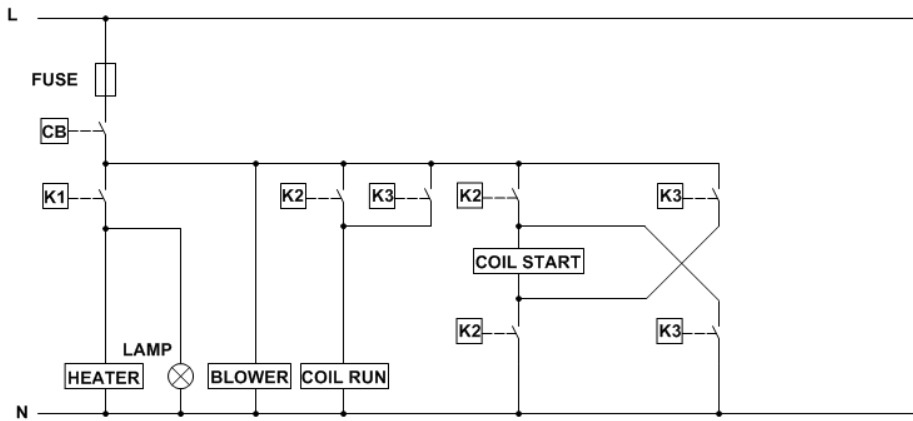 L
FUSE
CB
K1
K2
K3
K2
K3
COIL START
K2
K3
LAMP
HEATER
BLOWER
COIL RUN
N